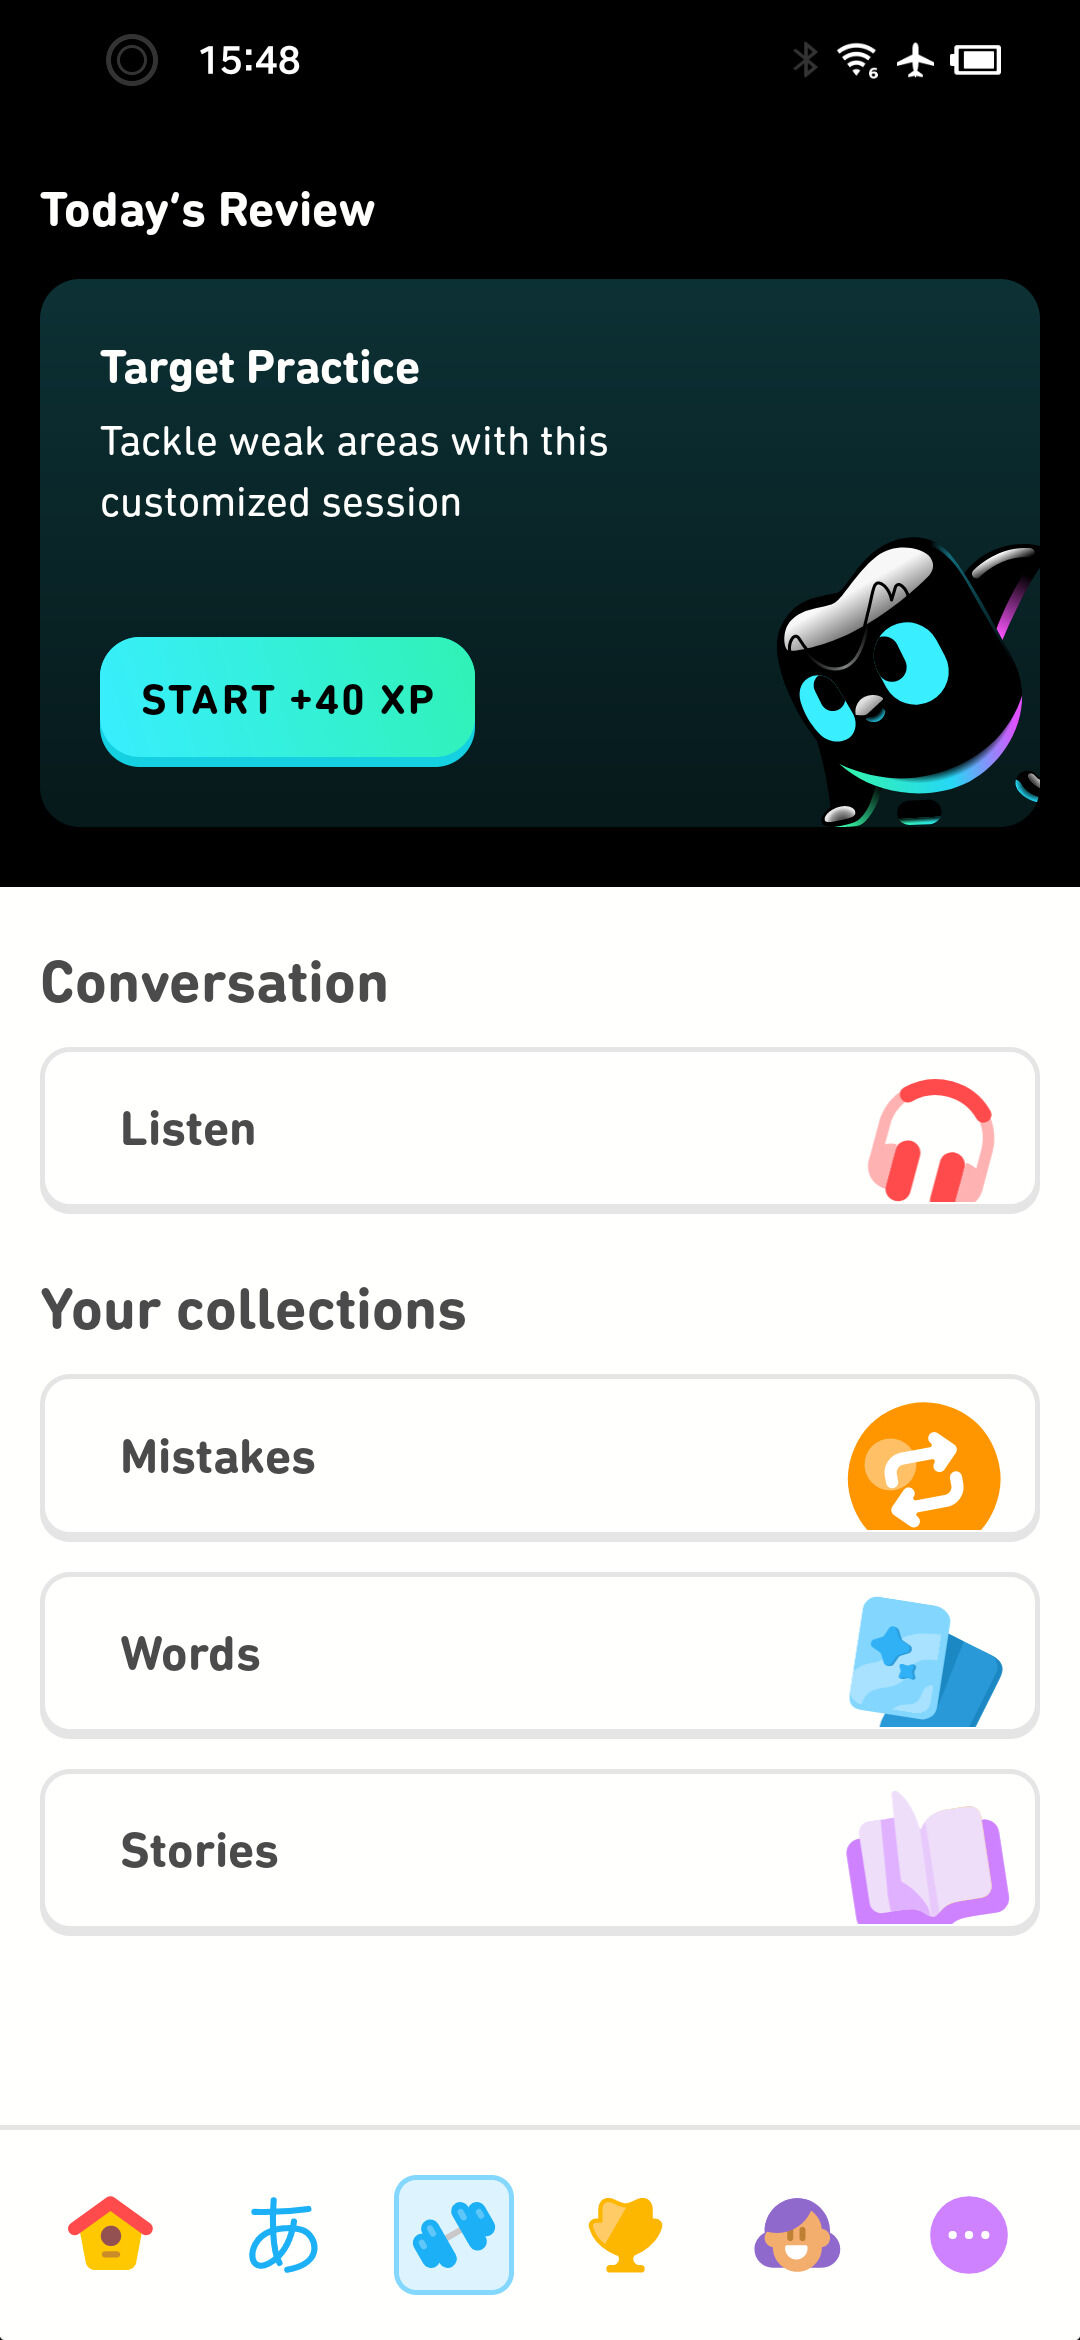 15:48
6
Today's Review
Target Practice
Tackle weak areas with this
customized session
START +40 XP
Conversation
Listen
Your collections
Mistakes
Words
Stories
あ